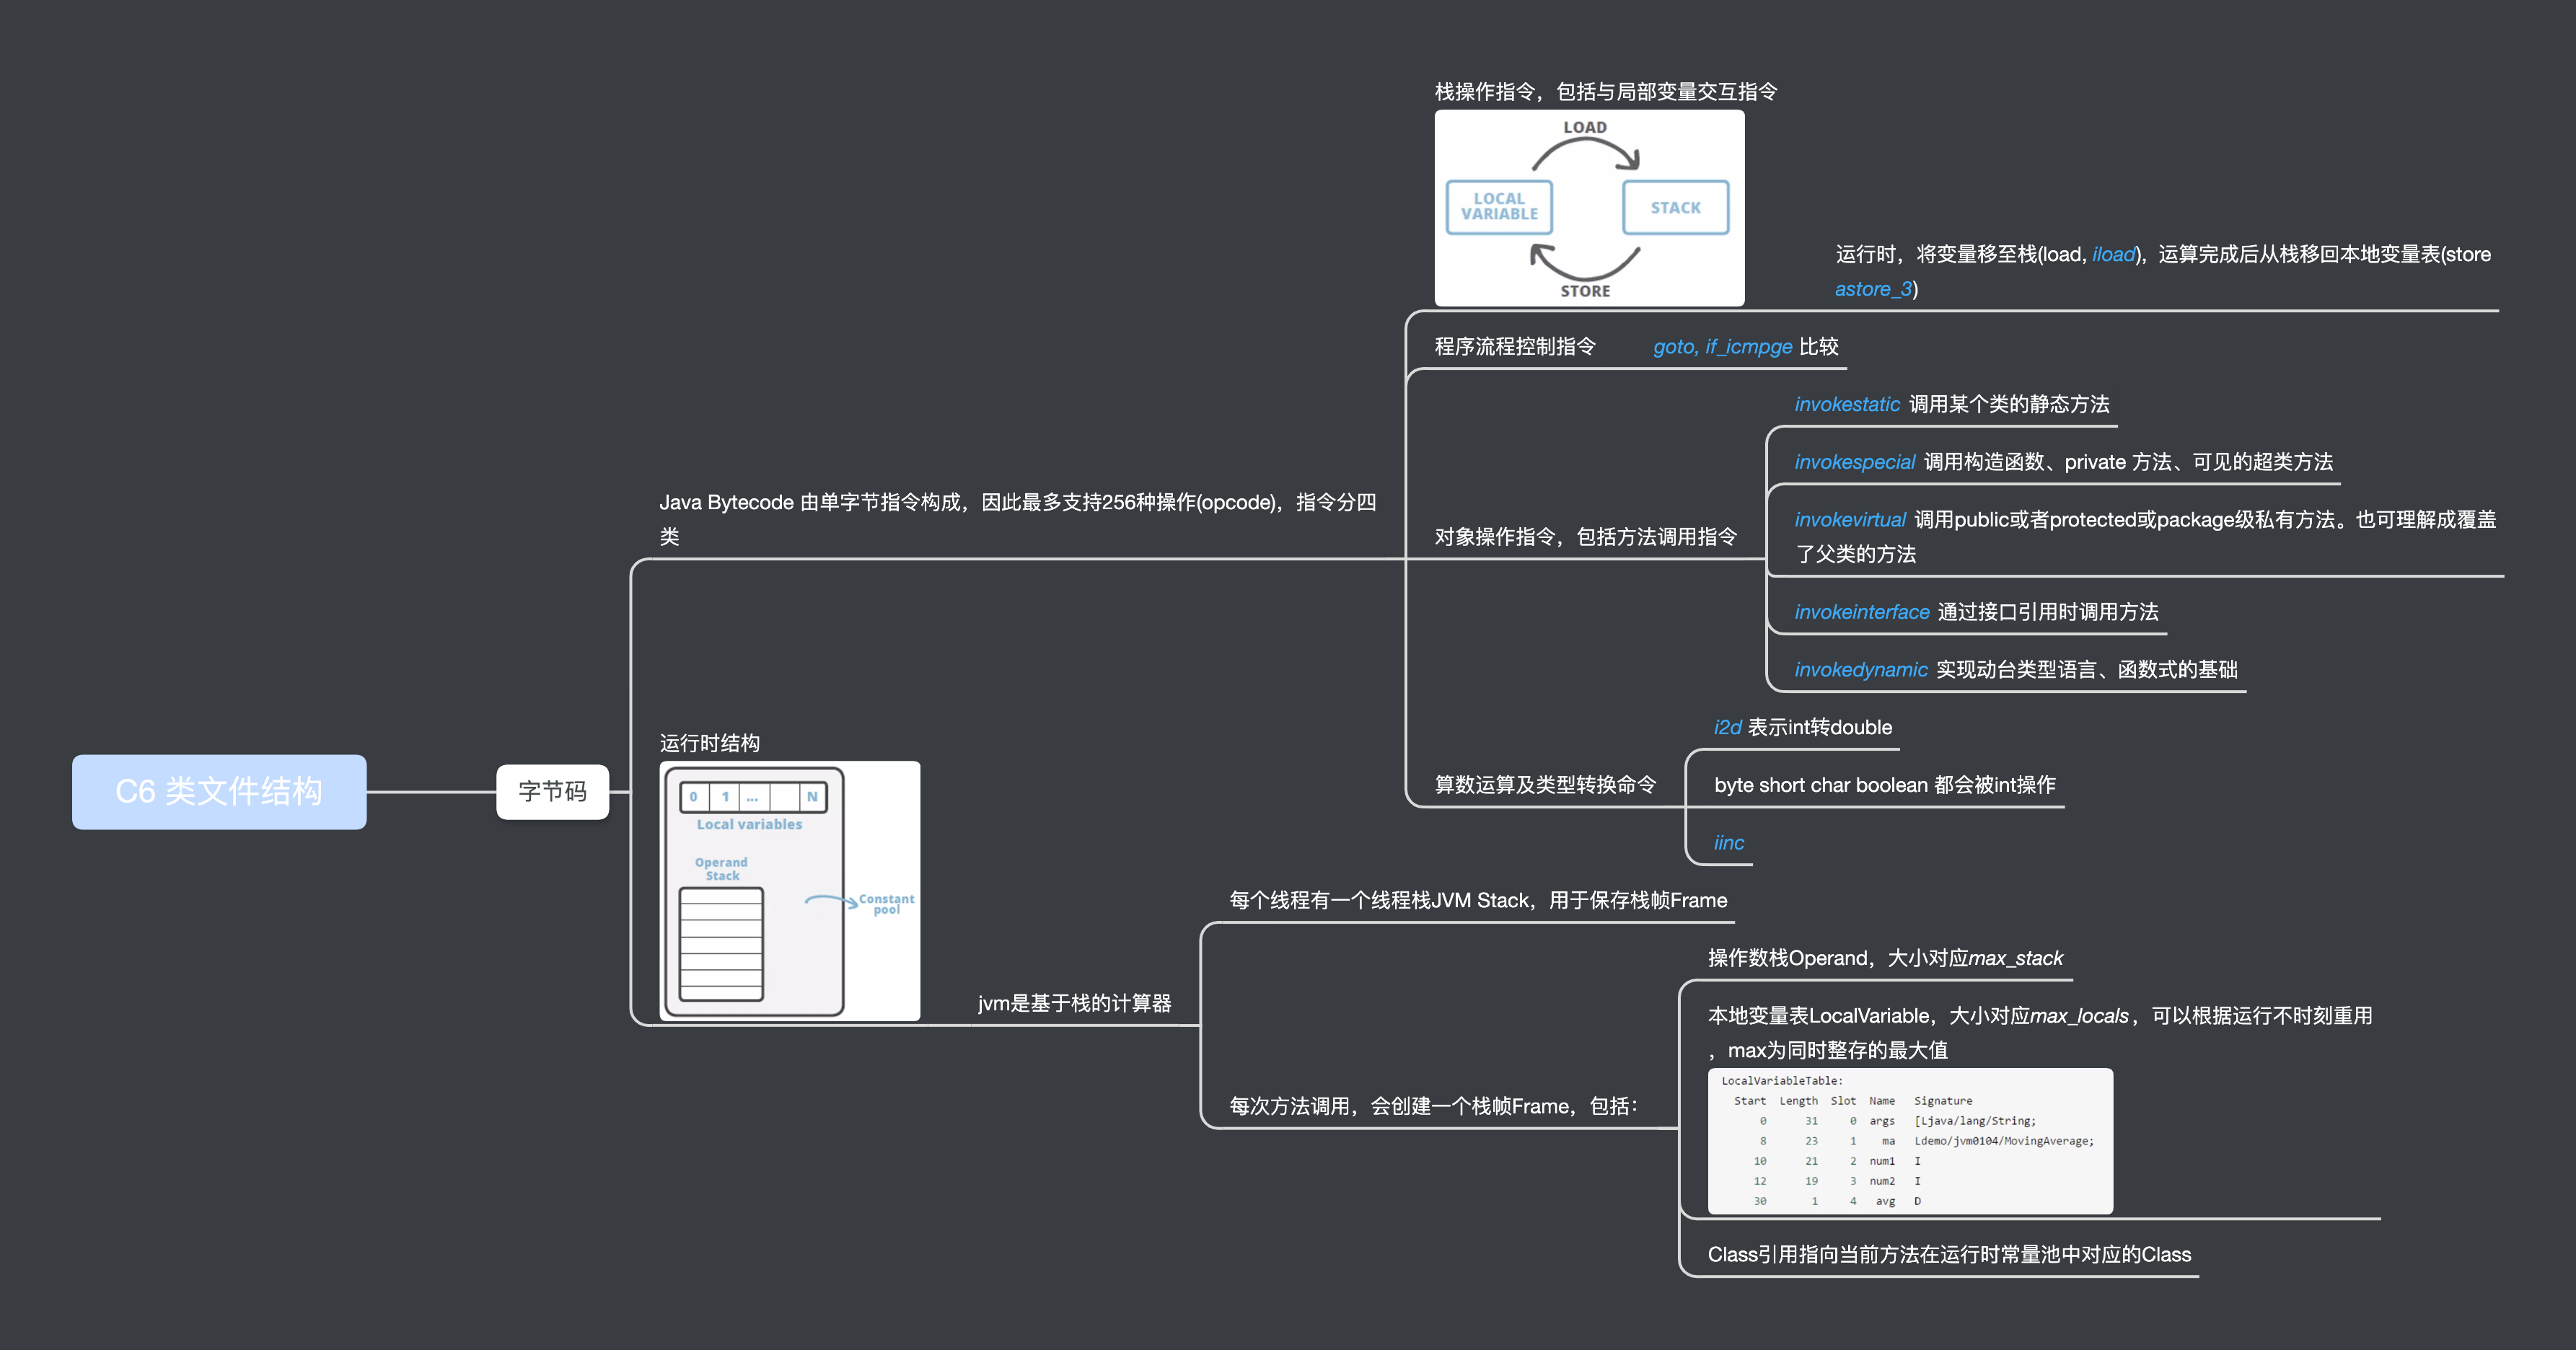 C6 类文件结构
字节码
Java Bytecode 由单字节指令构成，因此最多支持256种操作(opcode)，指令分四
类
栈操作指令，包括与局部变量交互指令
LOAD
LOCAL
VARIABLE
STACK
STORE
运行时，将变量移至栈(load, iload)，运算完成后从栈移回本地变量表(store
astore_3)
程序流程控制指令
goto, if_icmpge 比较
对象操作指令，包括方法调用指令
invokestatic 调用某个类的静态方法
invokespecial 调用构造函数、private 方法、可见的超类方法
invokevirtual 调用public或者protected或package级私有方法。也可理解成覆盖
了父类的方法
invokeinterface 通过接口引用时调用方法
invokedynamic 实现动台类型语言、函数式的基础
算数运算及类型转换命令
i2d 表示int转double
byte short char boolean 都会被int操作
iinc
运行时结构
0 1 ... N
Local variables
Operand
Stack
Constant
pool
jvm是基于栈的计算器
每个线程有一个线程栈JVM Stack，用于保存栈帧Frame
每次方法调用，会创建一个栈帧Frame，包括：
操作数栈Operand，大小对应max_stack
本地变量表LocalVariable，大小对应max_locals，可以根据运行不时刻重用
，max为同时整存的最大值
LocalVariableTable:
Start Length Slot Name Signature
0 31 0 args [Ljava/lang/String;
8 23 1 ma Ldemo/jvm0104/MovingAverage;
10 21 2 num1 I
12 19 3 num2 I
30 1 4 avg D
Class引用指向当前方法在运行时常量池中对应的Class